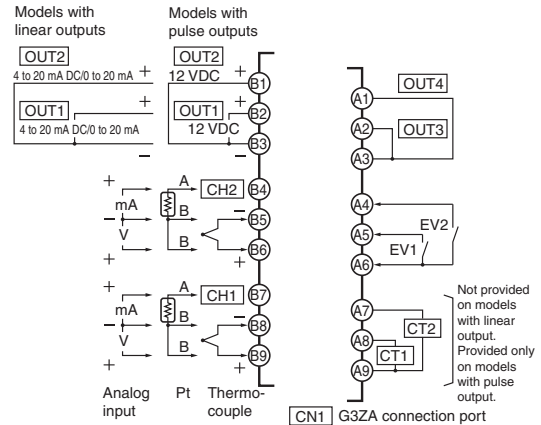 Models with
linear outputs
Models with
pulse outputs
OUT2
4 to 20 mA DC/0 to 20 mA
+
OUT2
12 VDC
+
B1
OUT1
4 to 20 mA DC/0 to 20 mA
+
OUT1
12 VDC
+
B2
−
−
B3
+
mA
−
V
+
A
B
B
CH2
−
+
B4
B5
B6
+
mA
−
V
+
A
B
B
CH1
−
+
B7
B8
B9
Analog
input
Pt
Thermo-
couple
A1
OUT4
A2
OUT3
A3
A4
A5
EV1
EV2
A6
A7
CT2
A8
CT1
A9
Not provided
on models
with linear
output.
Provided only
on models
with pulse
output.
CN1 G3ZA connection port